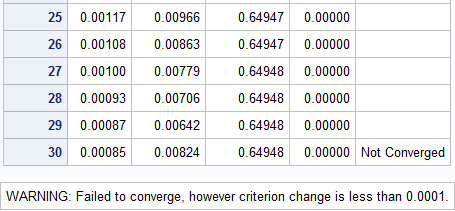 25 0.00117 0.00966 0.64947 0.00000
26 0.00108 0.00863 0.64947 0.00000
27 0.00100 0.00779 0.64948 0.00000
28 0.00093 0.00706 0.64948 0.00000
29 0.00087 0.00642 0.64948 0.00000
30 0.00085 0.00824 0.64948 0.00000 Not Converged
WARNING: Failed to converge, however criterion change is less than 0.0001.